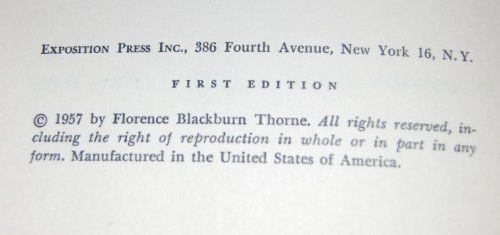 Exposition Press Inc., 386 Fourth Avenue, New York 16, N.Y.
FIRST EDITION
© 1957 by Florence Blackburn Thorne. All rights reserved, in-
cluding the right of reproduction in whole or in part in any
form. Manufactured in the United States of America.